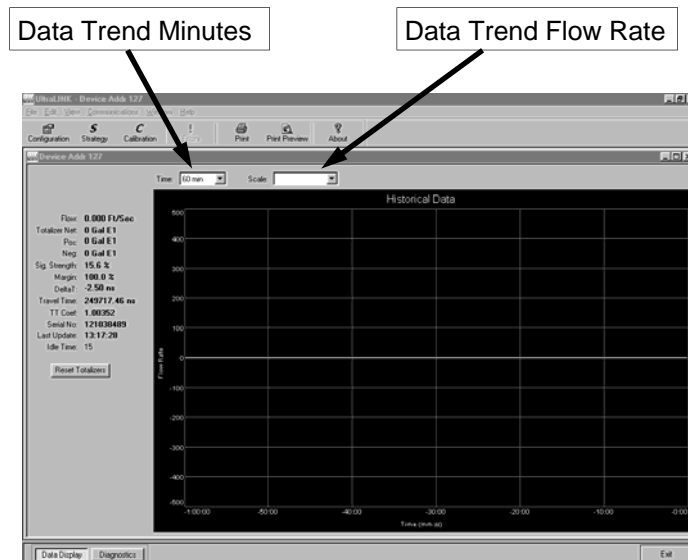 Data Trend Minutes
Data Trend Flow Rate
UltraLINK - Device Addr 127
File Edit View Communications Window Help
Configuration Strategy Calibration Print Print Preview About
Device Addr 127
Time: 60 min Scale:
Historical Data
Flow: 0.000 Ft/Sec
Totalizer Net: 0 Gal E1
Pos: 0 Gal E1
Neg: 0 Gal E1
Sig. Strength: 15.6 %
Margin: 100.0 %
DeltaT: -2.50 ns
Travel Time: 249717.46 ns
TT Coef: 1.00352
Serial No: 121038409
Last Update: 13:17:28
Idle Time: 15
Reset Totalizers
500
400
300
200
100
0
-100
-200
-300
-400
-500
Flow Rate
-1:00:00 -50:00 -40:00 -30:00 -20:00 -10:00 -0:00
Time (mm:ss)
Data Display Diagnostics Exit